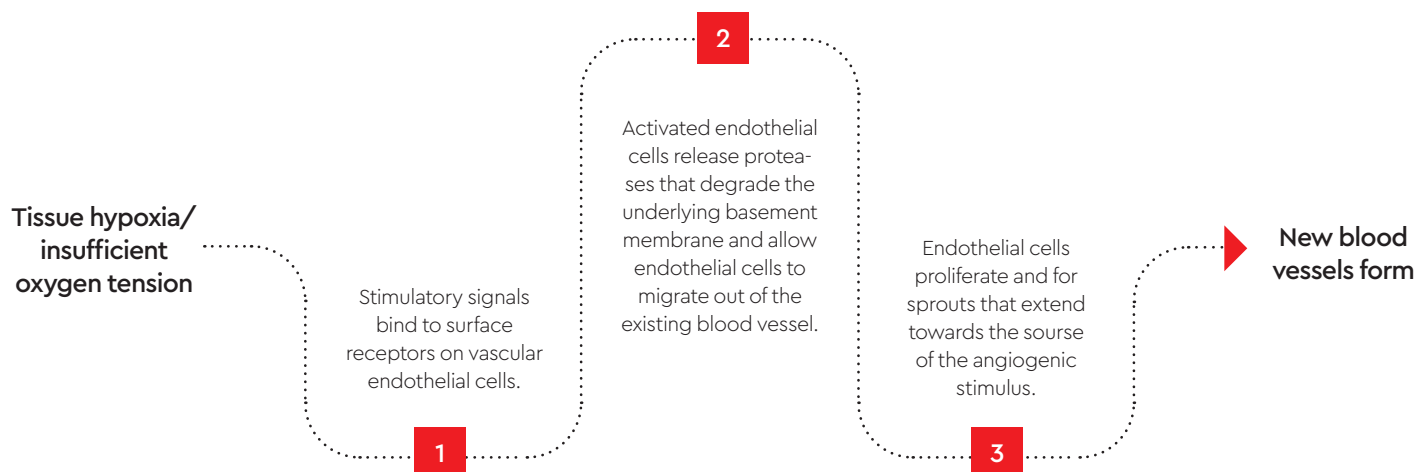 Tissue hypoxia/
insufficient
oxygen tension
Stimulatory signals
bind to surface
receptors on vascular
endothelial cells.
1
2
Activated endothelial
cells release protea-
ses that degrade the
underlying basement
membrane and allow
endothelial cells to
migrate out of the
existing blood vessel.
Endothelial cells
proliferate and for
sprouts that extend
towards the sourse
of the angiogenic
stimulus.
3
New blood
vessels form